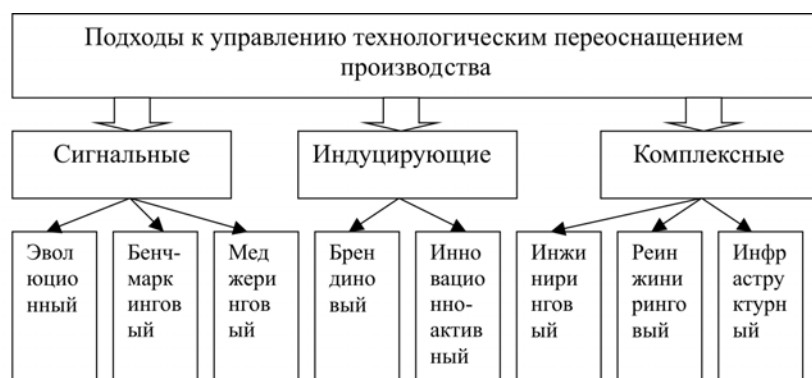 Подходы к управлению технологическим переоснащением
производства
Сигнальные
Индуцирующие
Комплексные
Эвол
юцио
нный
Бенч-
марк
ингов
ый
Мед
жери
нгов
ый
Брен
дино
вый
Инно
вацио
нно-
актив
ный
Инжи
нири
нгов
ый
Реин
жини
ринго
вый
Инфр
астру
ктурн
ый